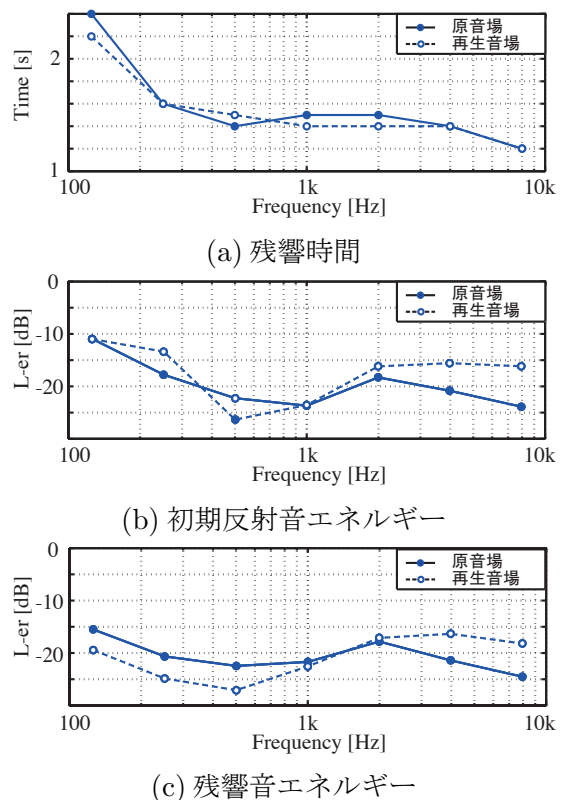 2
1
Time [s]
原音場
再生音場
100
1k
10k
Frequency [Hz]
(a) 残響時間
0
-10
-20
L-er [dB]
原音場
再生音場
100
1k
10k
Frequency [Hz]
(b) 初期反射音エネルギー
0
-10
-20
L-er [dB]
原音場
再生音場
100
1k
10k
Frequency [Hz]
(c) 残響音エネルギー